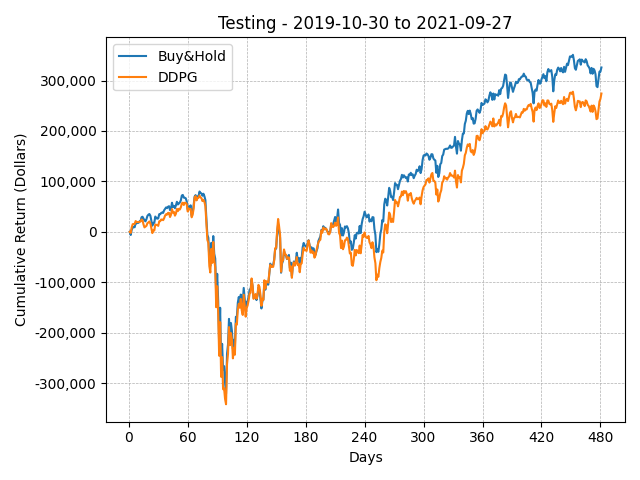 Testing - 2019-10-30 to 2021-09-27
Buy&Hold
DDPG
Cumulative Return (Dollars)
300,000
200,000
100,000
0
-100,000
-200,000
-300,000
0 60 120 180 240 300 360 420 480
Days